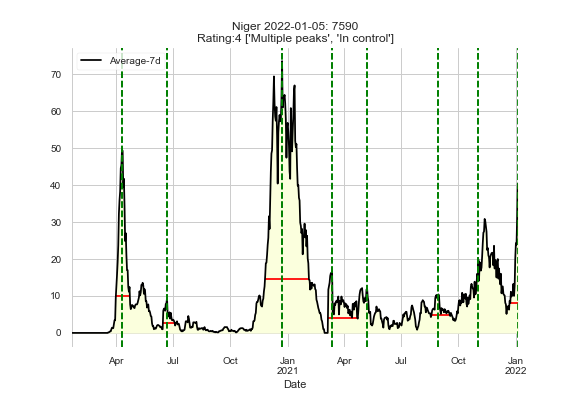 Niger 2022-01-05: 7590
Rating:4 ['Multiple peaks', 'In control']
Average-7d
70
60
50
40
30
20
10
0
Apr Jul Oct Jan Apr Jul Oct Jan
2021 2022
Date